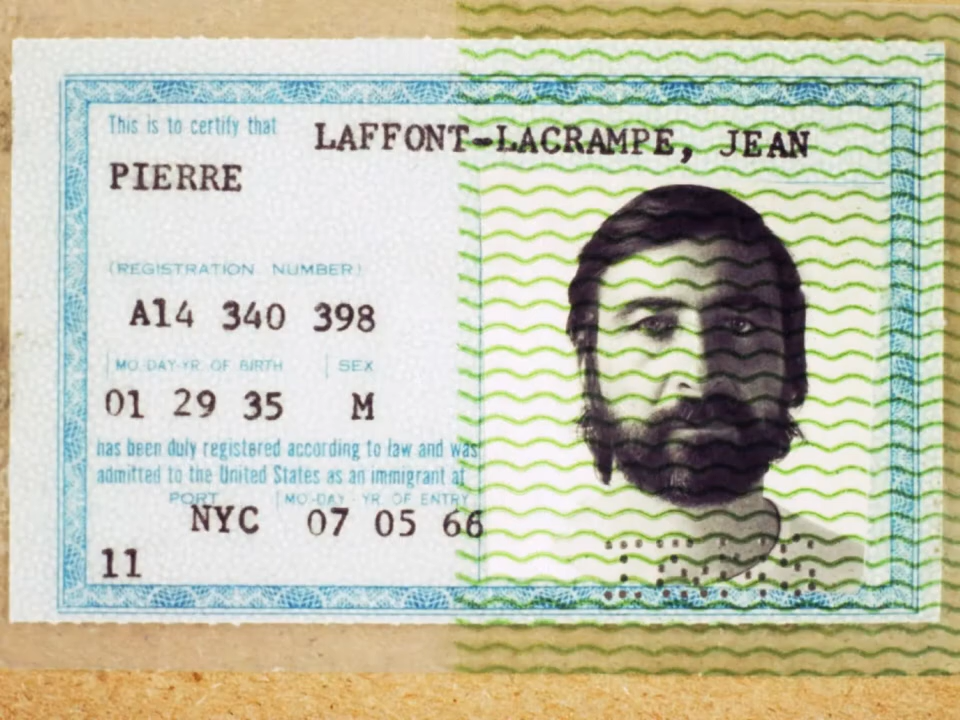 This is to certify that LAFFONT-LACRAMPE, JEAN
PIERRE
(REGISTRATION NUMBER)
A14 340 398
MO-DAY-YR. OF BIRTH SEX
01 29 35 M
has been duly registered according to law and was
admitted to the United States as an immigrant at
PORT MO-DAY-YR. OF ENTRY
NYC 07 05 66
11